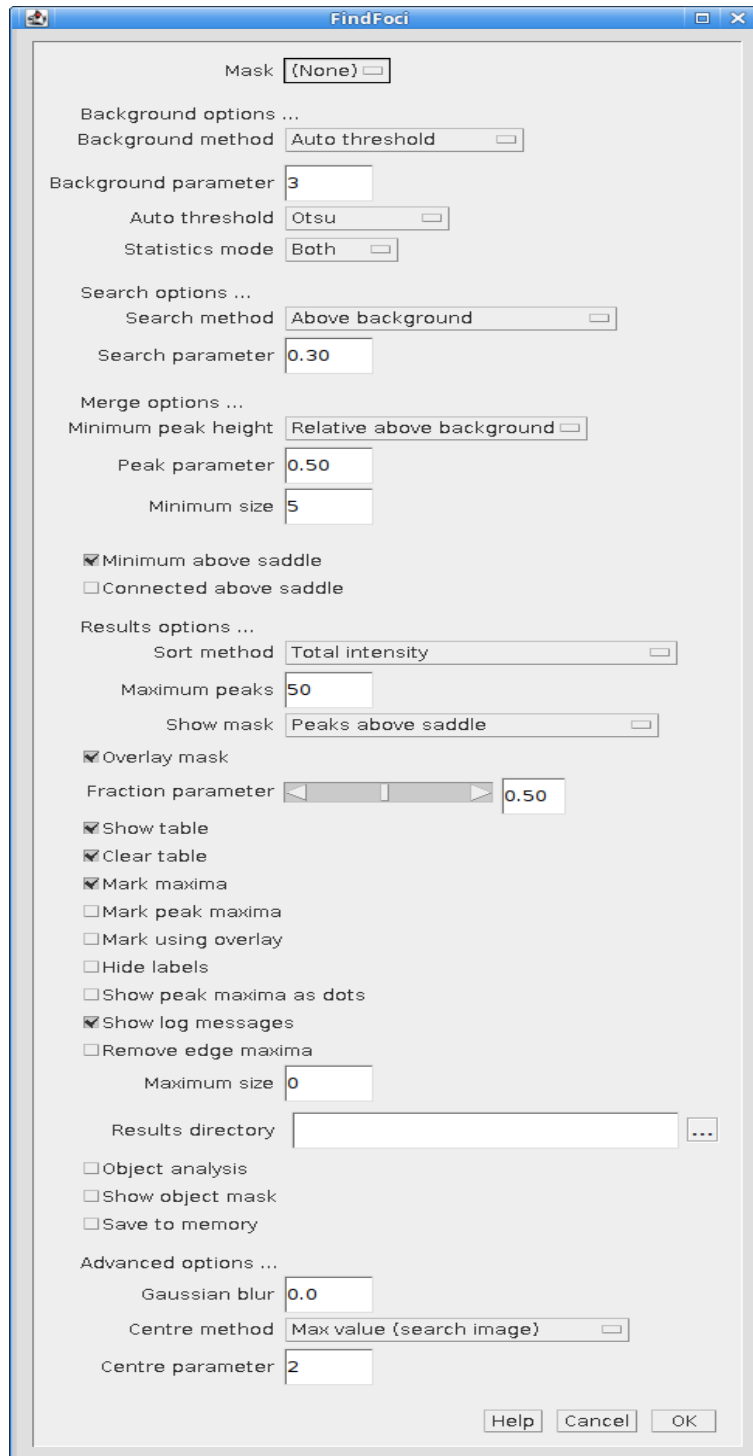 FindFoci
Mask (None)
Background options ...
Background method Auto threshold
Background parameter 3
Auto threshold Otsu
Statistics mode Both
Search options ...
Search method Above background
Search parameter 0.30
Merge options ...
Minimum peak height Relative above background
Peak parameter 0.50
Minimum size 5
Minimum above saddle
Connected above saddle
Results options ...
Sort method Total intensity
Maximum peaks 50
Show mask Peaks above saddle
Overlay mask
Fraction parameter 0.50
Show table
Clear table
Mark maxima
Mark peak maxima
Mark using overlay
Hide labels
Show peak maxima as dots
Show log messages
Remove edge maxima
Maximum size 0
Results directory ...
Object analysis
Show object mask
Save to memory
Advanced options ...
Gaussian blur 0.0
Centre method Max value (search image)
Centre parameter 2
Help Cancel OK